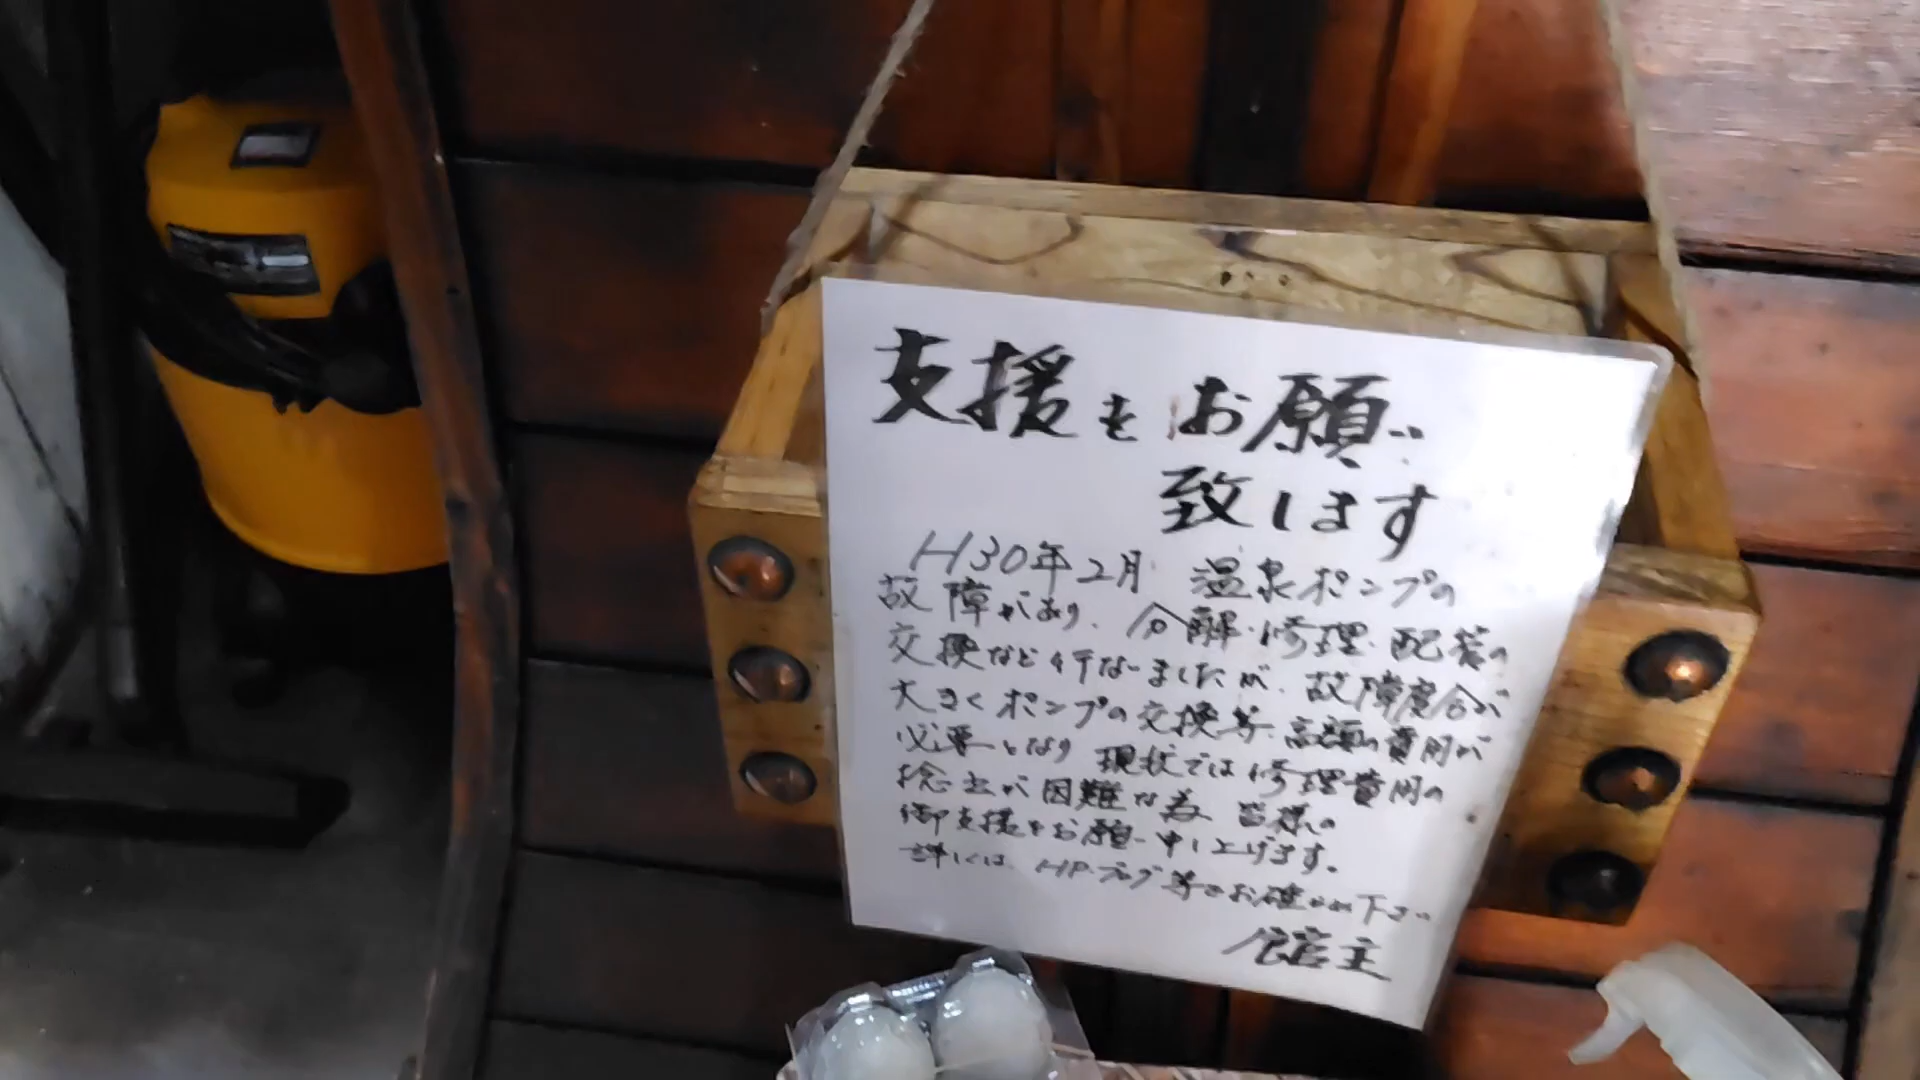 支援をお願い
致します
H30年2月 温泉ポンプの
故障があり、分解・修理・配管の
交換など行ないましたが、故障度合が
大きくポンプの交換等、高額の費用が
必要となり 現状では修理費用の
捻出が困難な為 皆様の
御支援をお願い申し上げます。
詳しくは、HP・ブログ等でお確かめ下さい
館主